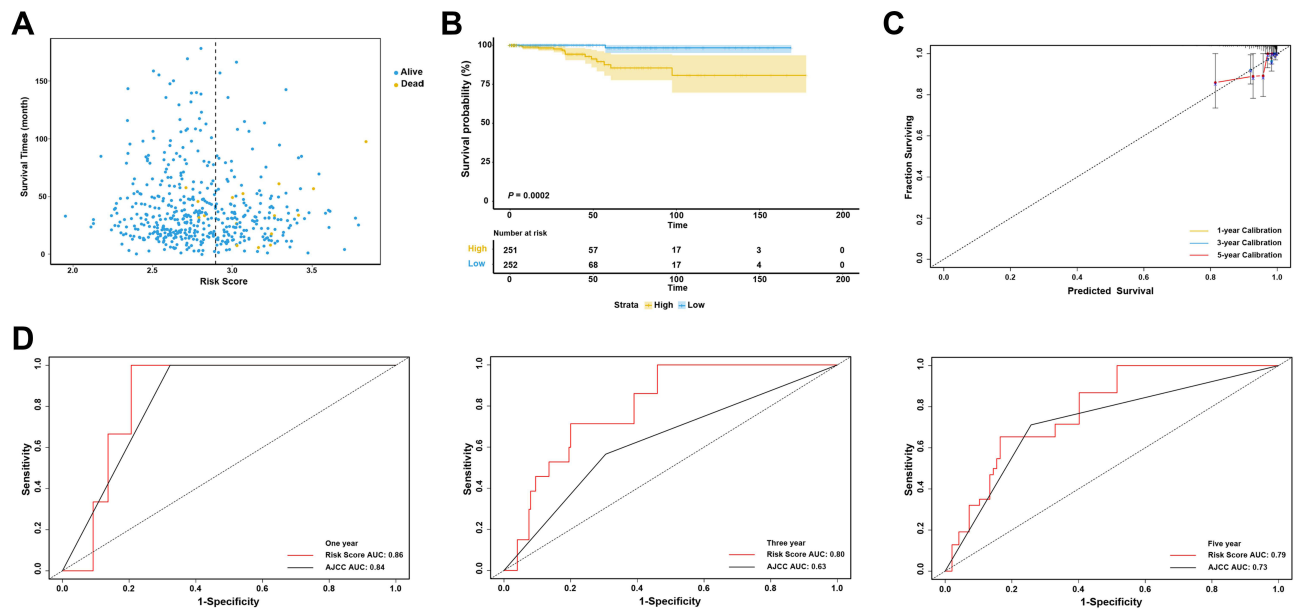 A
Survival Times (month)
150
100
50
0
2.0 2.5 3.0 3.5
Risk Score
Alive
Dead
B
Survival probability (%)
100
75
50
25
0
P = 0.0002
0 50 100 150 200
Time
Number at risk
High 251 57 17 3 0
Low 252 68 17 4 0
0 50 100 150 200
Time
Strata High Low
C
Fraction Surviving
1.0
0.8
0.6
0.4
0.2
0.0
1-year Calibration
3-year Calibration
5-year Calibration
0.0 0.2 0.4 0.6 0.8 1.0
Predicted Survival
D
Sensitivity
1.0
0.8
0.6
0.4
0.2
0.0
One year
Risk Score AUC: 0.86
AJCC AUC: 0.84
0.0 0.2 0.4 0.6 0.8 1.0
1-Specificity
Sensitivity
1.0
0.8
0.6
0.4
0.2
0.0
Three year
Risk Score AUC: 0.80
AJCC AUC: 0.63
0.0 0.2 0.4 0.6 0.8 1.0
1-Specificity
Sensitivity
1.0
0.8
0.6
0.4
0.2
0.0
Five year
Risk Score AUC: 0.79
AJCC AUC: 0.73
0.0 0.2 0.4 0.6 0.8 1.0
1-Specificity